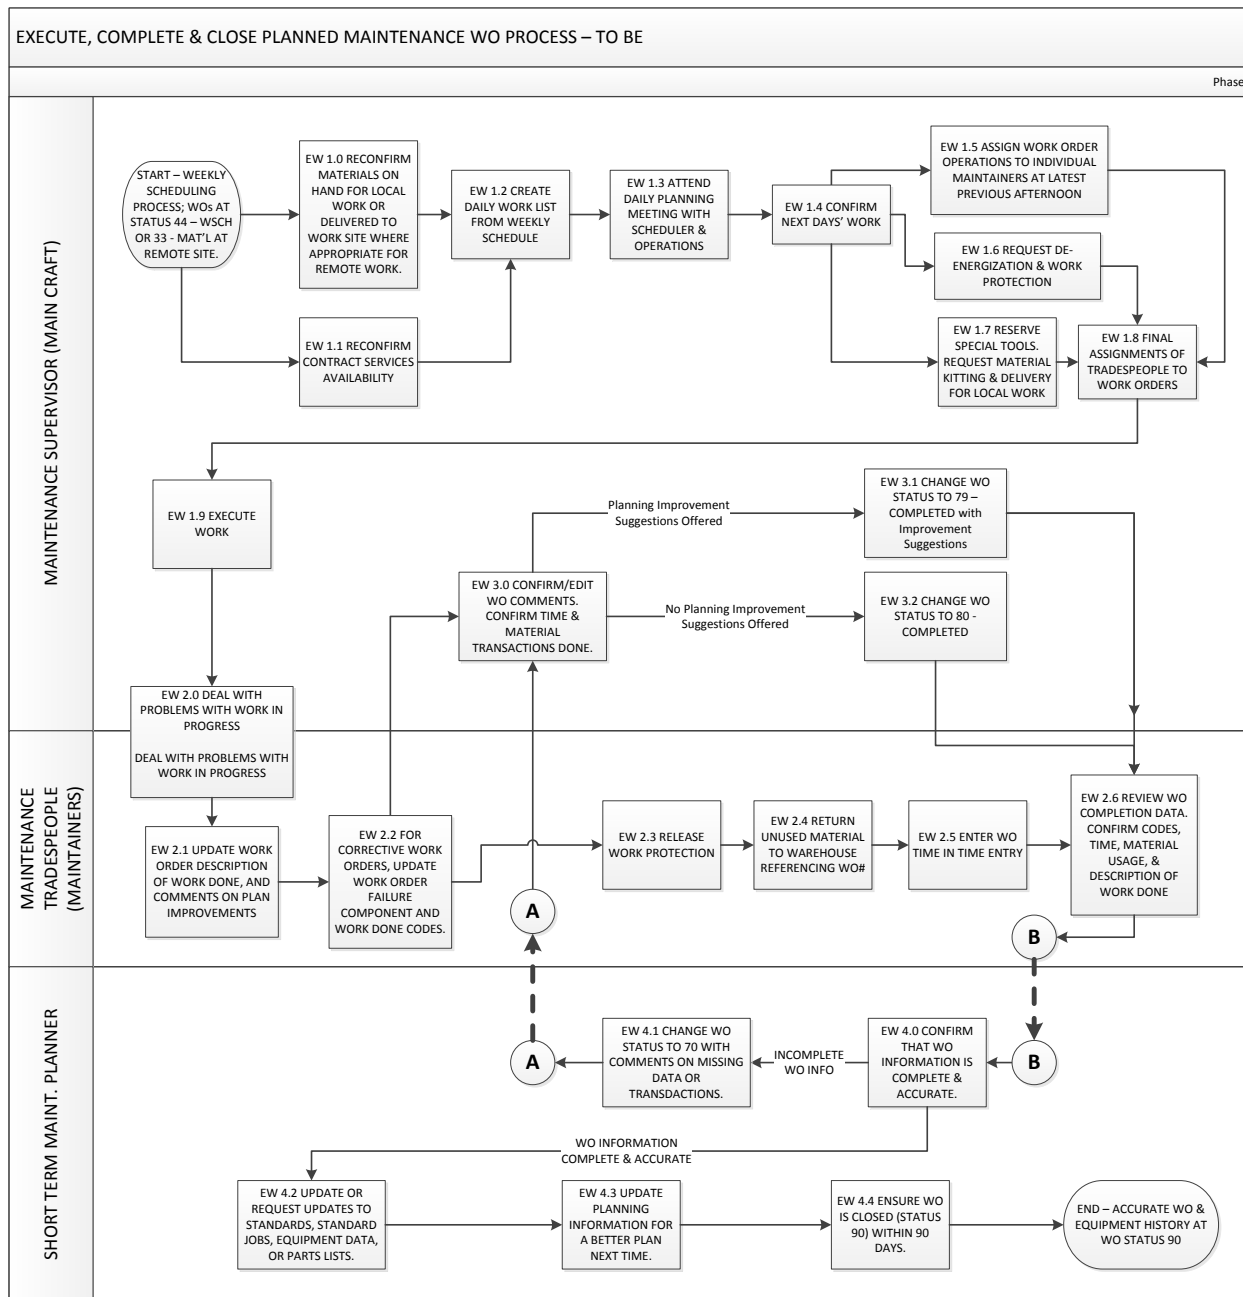 EXECUTE, COMPLETE & CLOSE PLANNED MAINTENANCE WO PROCESS – TO BE
Phase
MAINTENANCE SUPERVISOR (MAIN CRAFT)
START – WEEKLY
SCHEDULING
PROCESS; WOs AT
STATUS 44 – WSCH
OR 33 - MAT'L AT
REMOTE SITE.
EW 1.0 RECONFIRM
MATERIALS ON
HAND FOR LOCAL
WORK OR
DELIVERED TO
WORK SITE WHERE
APPROPRIATE FOR
REMOTE WORK.
EW 1.1 RECONFIRM
CONTRACT SERVICES
AVAILABILITY
EW 1.2 CREATE
DAILY WORK LIST
FROM WEEKLY
SCHEDULE
EW 1.3 ATTEND
DAILY PLANNING
MEETING WITH
SCHEDULER &
OPERATIONS
EW 1.4 CONFIRM
NEXT DAYS' WORK
EW 1.5 ASSIGN WORK ORDER
OPERATIONS TO INDIVIDUAL
MAINTAINERS AT LATEST
PREVIOUS AFTERNOON
EW 1.6 REQUEST DE-
ENERGIZATION & WORK
PROTECTION
EW 1.7 RESERVE
SPECIAL TOOLS.
REQUEST MATERIAL
KITTING & DELIVERY
FOR LOCAL WORK
EW 1.8 FINAL
ASSIGNMENTS OF
TRADESPEOPLE TO
WORK ORDERS
EW 1.9 EXECUTE
WORK
EW 2.0 DEAL WITH
PROBLEMS WITH WORK IN
PROGRESS
DEAL WITH PROBLEMS WITH
WORK IN PROGRESS
EW 3.0 CONFIRM/EDIT
WO COMMENTS.
CONFIRM TIME &
MATERIAL
TRANSACTIONS DONE.
Planning Improvement
Suggestions Offered
No Planning Improvement
Suggestions Offered
EW 3.1 CHANGE WO
STATUS TO 79 –
COMPLETED with
Improvement
Suggestions
EW 3.2 CHANGE WO
STATUS TO 80 -
COMPLETED
MAINTENANCE
TRADESPEOPLE
(MAINTAINERS)
EW 2.1 UPDATE WORK
ORDER DESCRIPTION
OF WORK DONE, AND
COMMENTS ON PLAN
IMPROVEMENTS
EW 2.2 FOR
CORRECTIVE WORK
ORDERS, UPDATE
WORK ORDER
FAILURE
COMPONENT AND
WORK DONE CODES.
A
EW 2.3 RELEASE
WORK PROTECTION
EW 2.4 RETURN
UNUSED MATERIAL
TO WAREHOUSE
REFERENCING WO#
EW 2.5 ENTER WO
TIME IN TIME ENTRY
EW 2.6 REVIEW WO
COMPLETION DATA.
CONFIRM CODES,
TIME, MATERIAL
USAGE, &
DESCRIPTION OF
WORK DONE
B
SHORT TERM MAINT. PLANNER
A
EW 4.1 CHANGE WO
STATUS TO 70 WITH
COMMENTS ON MISSING
DATA OR
TRANSDACTIONS.
INCOMPLETE
WO INFO
EW 4.0 CONFIRM
THAT WO
INFORMATION IS
COMPLETE &
ACCURATE.
B
WO INFORMATION
COMPLETE & ACCURATE
EW 4.2 UPDATE OR
REQUEST UPDATES TO
STANDARDS, STANDARD
JOBS, EQUIPMENT DATA,
OR PARTS LISTS.
EW 4.3 UPDATE
PLANNING
INFORMATION FOR
A BETTER PLAN
NEXT TIME.
EW 4.4 ENSURE WO
IS CLOSED (STATUS
90) WITHIN 90
DAYS.
END – ACCURATE WO &
EQUIPMENT HISTORY AT
WO STATUS 90